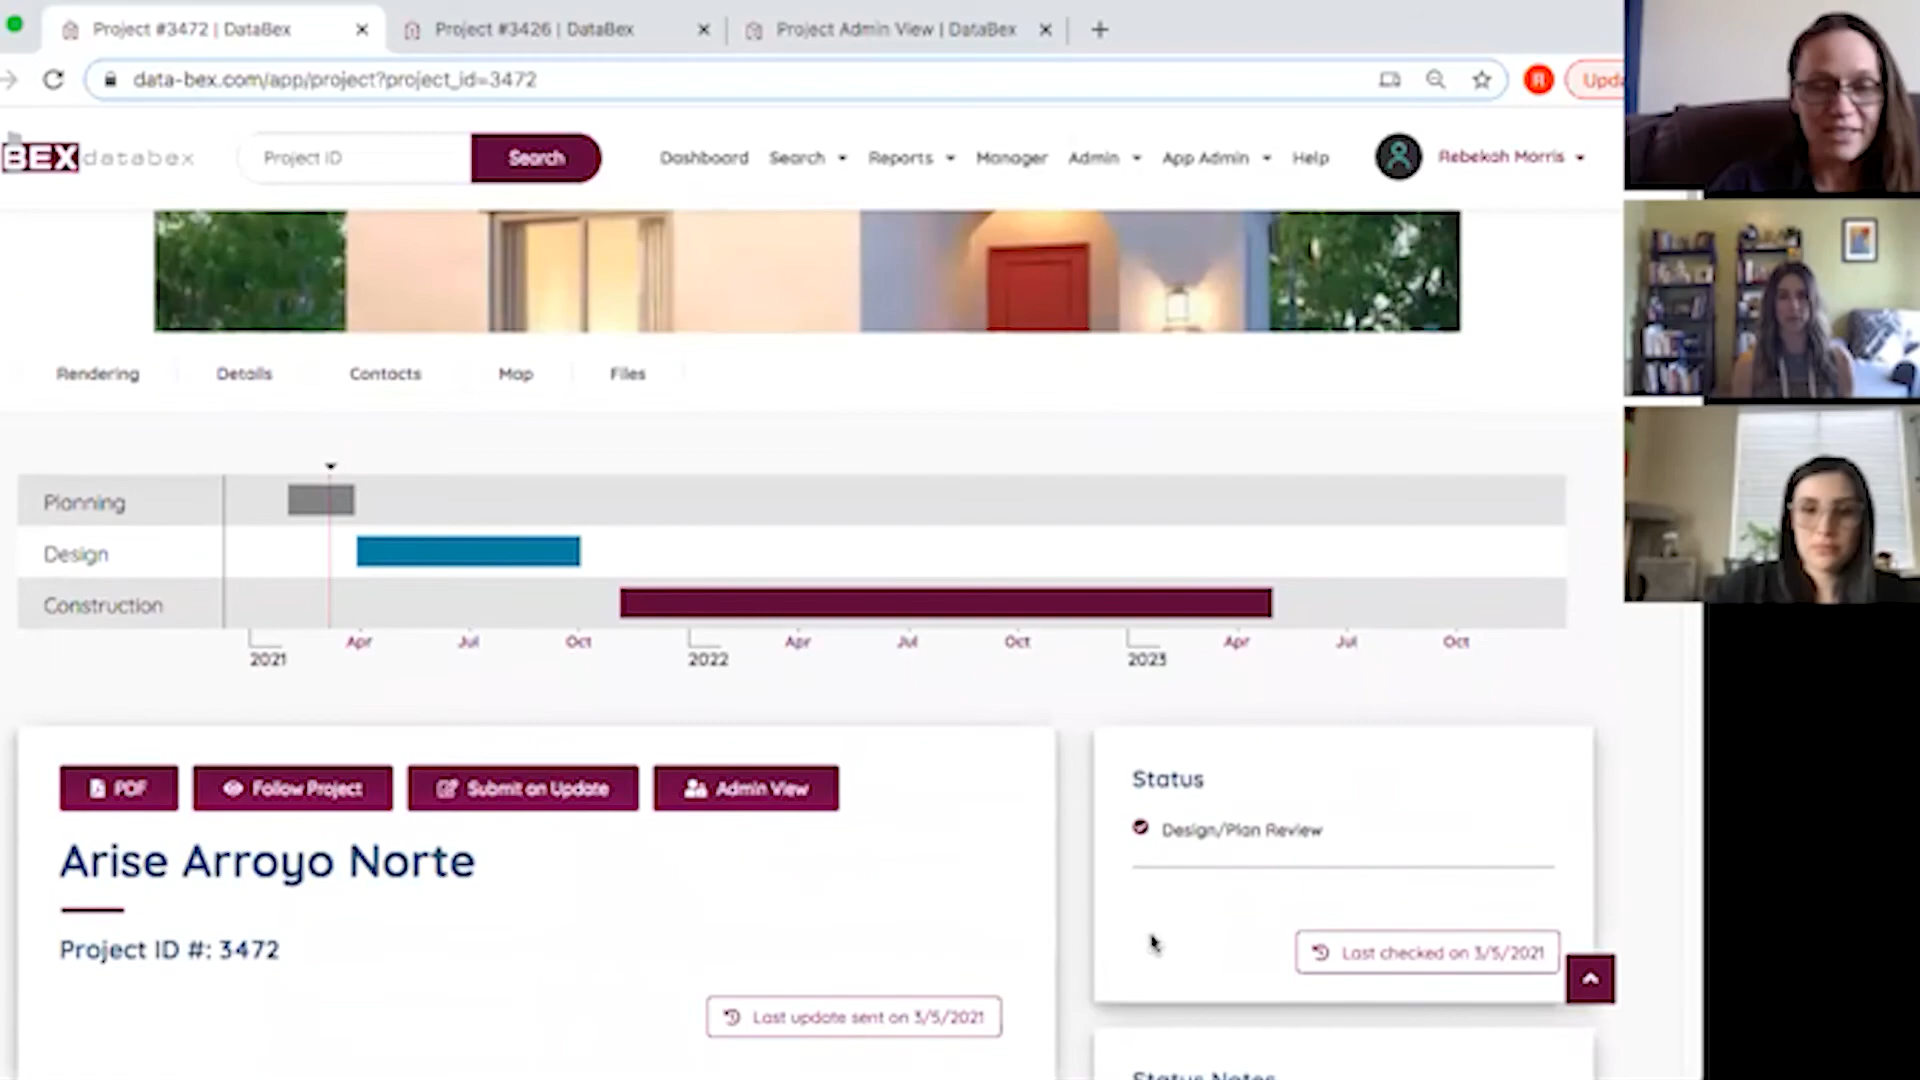 Project #3472 | DataBex
Project #3426 | DataBex
Project Admin View | DataBex
data-bex.com/app/project?project_id=3472
BEX databex
Project ID
Search
Dashboard
Search
Reports
Manager
Admin
App Admin
Help
Rebekah Morris
Rendering
Details
Contacts
Map
Files
Planning
Design
Construction
Apr
Jul
Oct
Apr
Jul
Oct
Apr
Jul
Oct
2021
2022
2023
PDF
Follow Project
Submit an Update
Admin View
Arise Arroyo Norte
Project ID #: 3472
Last update sent on 3/5/2021
Status
Design/Plan Review
Last checked on 3/5/2021
Status Notes